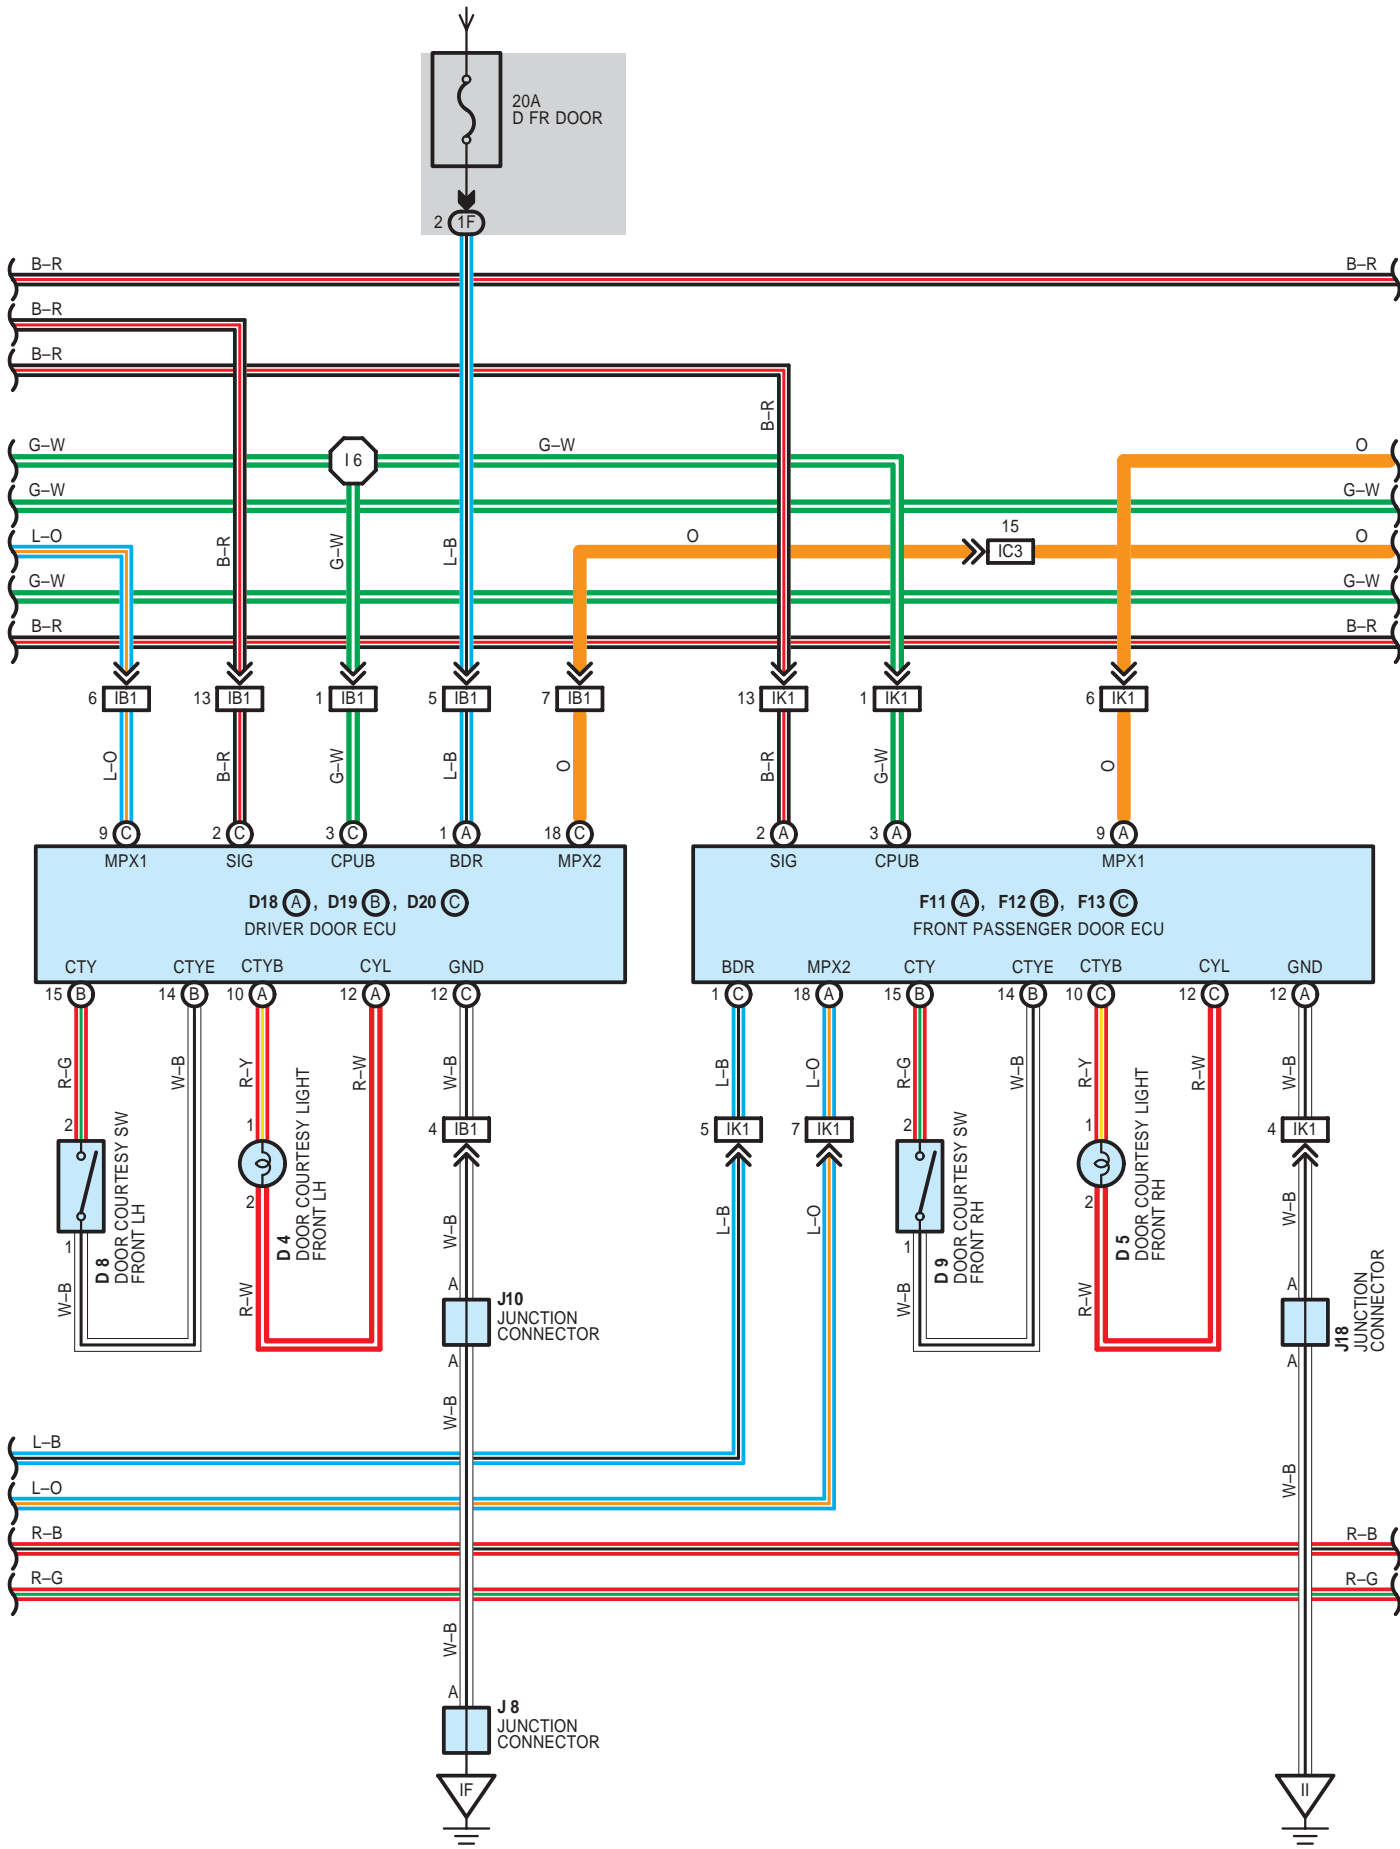 20A
D FR DOOR
2 1F
B–R B–R
B–R
B–R
B–R
G–W I 6 G–W O
G–W G–W
L–O B–R G–W L–B O 15 IC3 O
G–W G–W
B–R B–R
6 IB1 13 IB1 1 IB1 5 IB1 7 IB1 13 IK1 1 IK1 6 IK1
L–O B–R G–W L–B O B–R G–W O
9 C 2 C 3 C 1 A 18 C 2 A 3 A 9 A
MPX1 SIG CPUB BDR MPX2 SIG CPUB MPX1
D18 A , D19 B , D20 C
DRIVER DOOR ECU
F11 A , F12 B , F13 C
FRONT PASSENGER DOOR ECU
CTY CTYE CTYB CYL GND BDR MPX2 CTY CTYE CTYB CYL GND
15 B 14 B 10 A 12 A 12 C 1 C 18 A 15 B 14 B 10 C 12 C 12 A
R–G W–B R–Y R–W W–B L–B L–O R–G W–B R–Y R–W W–B
2 1 4 IB1 5 IK1 7 IK1 2 1 4 IK1
D 8
DOOR COURTESY SW
FRONT LH
D 4
DOOR COURTESY LIGHT
FRONT LH
D 9
DOOR COURTESY SW
FRONT RH
D 5
DOOR COURTESY LIGHT
FRONT RH
1 2 1 2
W–B R–W W–B L–B L–O W–B R–W W–B
A
J10
JUNCTION
CONNECTOR
A
A
J18
JUNCTION
CONNECTOR
A
W–B
L–B
L–O W–B
R–B R–B
R–G R–G
W–B
A
J 8
JUNCTION
CONNECTOR
IF II